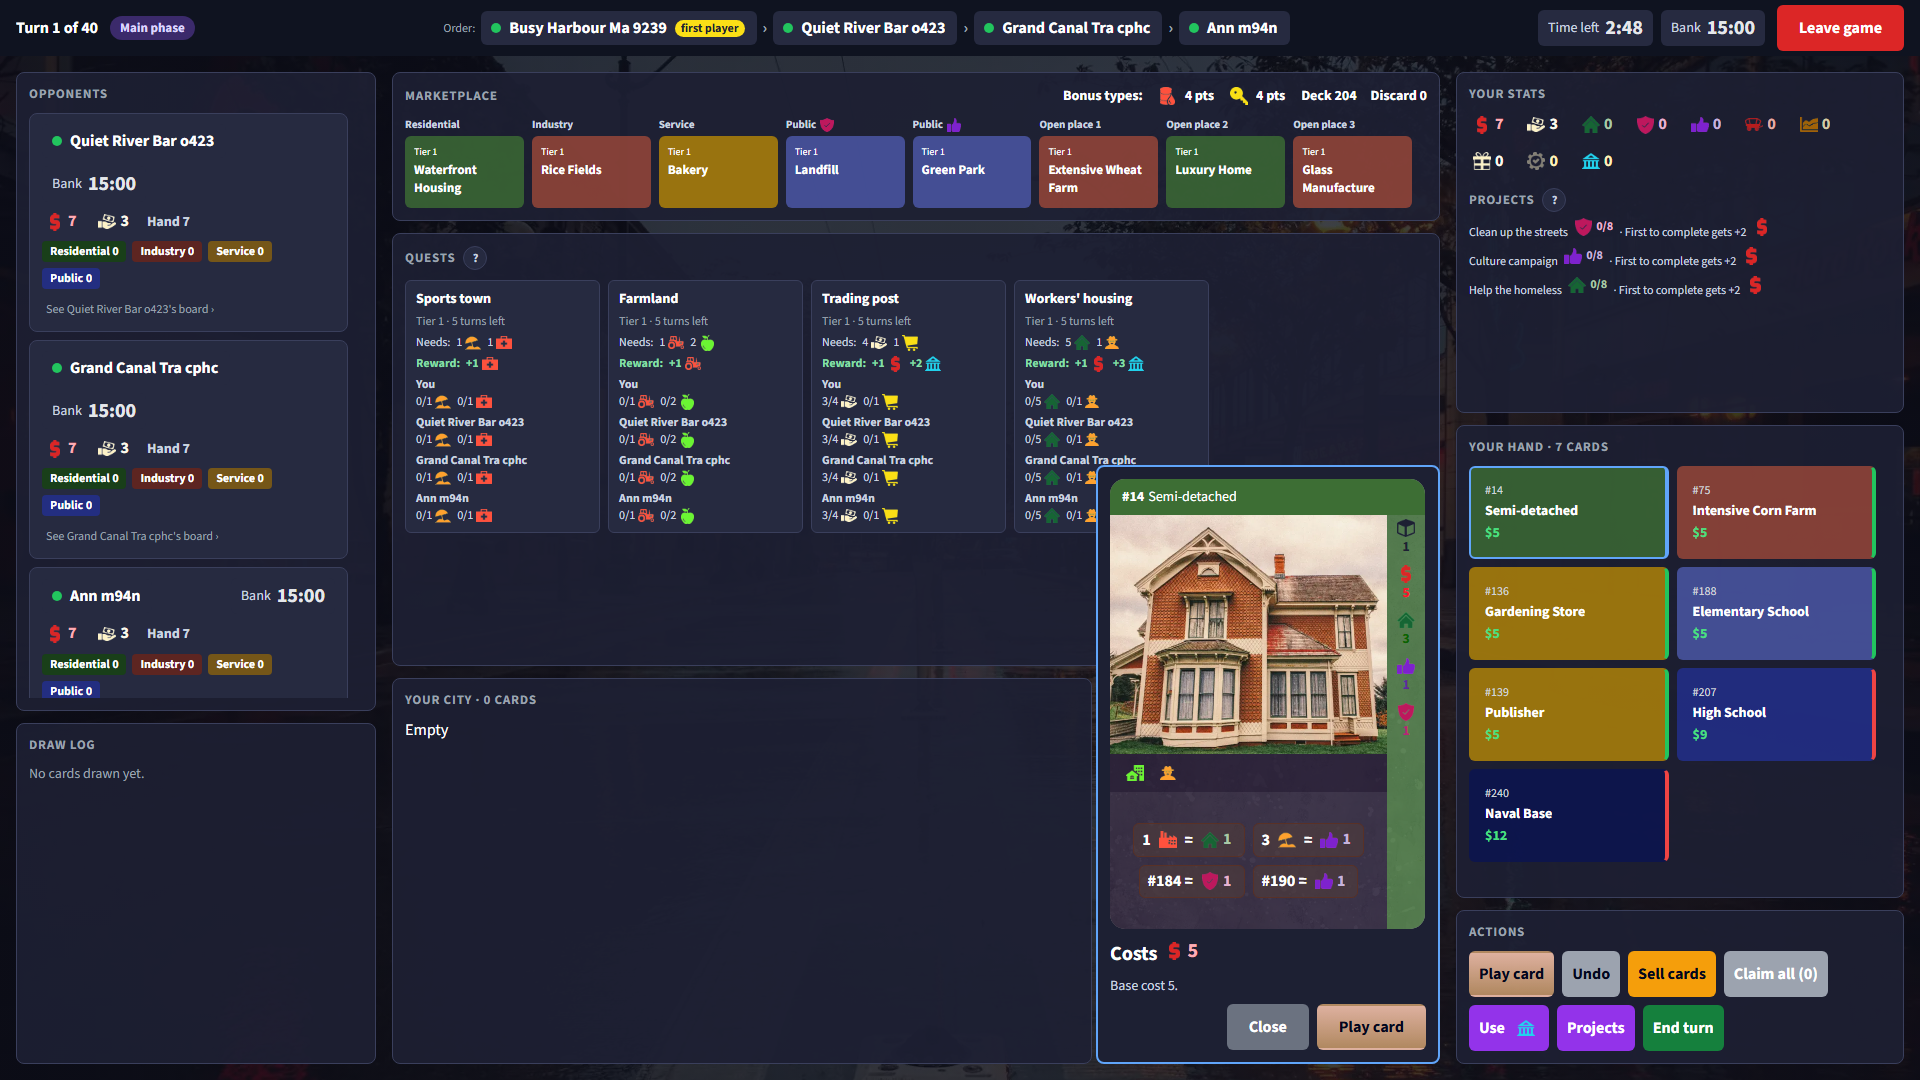 Turn 1 of 40 Main phase
Order: Busy Harbour Ma 9239 first player › Quiet River Bar o423 › Grand Canal Tra cphc › Ann m94n
Time left 2:48 Bank 15:00 Leave game
OPPONENTS
Quiet River Bar o423
Bank 15:00
7 3 Hand 7
Residential 0 Industry 0 Service 0
Public 0
See Quiet River Bar o423's board ›
Grand Canal Tra cphc
Bank 15:00
7 3 Hand 7
Residential 0 Industry 0 Service 0
Public 0
See Grand Canal Tra cphc's board ›
Ann m94n Bank 15:00
7 3 Hand 7
Residential 0 Industry 0 Service 0
Public 0
DRAW LOG
No cards drawn yet.
MARKETPLACE
Bonus types: 4 pts 4 pts Deck 204 Discard 0
Residential Industry Service Public Public Open place 1 Open place 2 Open place 3
Tier 1 Waterfront Housing
Tier 1 Rice Fields
Tier 1 Bakery
Tier 1 Landfill
Tier 1 Green Park
Tier 1 Extensive Wheat Farm
Tier 1 Luxury Home
Tier 1 Glass Manufacture
QUESTS ?
Sports town
Tier 1 · 5 turns left
Needs: 1 1
Reward: +1
You
0/1 0/1
Quiet River Bar o423
0/1 0/1
Grand Canal Tra cphc
0/1 0/1
Ann m94n
0/1 0/1
Farmland
Tier 1 · 5 turns left
Needs: 1 2
Reward: +1
You
0/1 0/2
Quiet River Bar o423
0/1 0/2
Grand Canal Tra cphc
0/1 0/2
Ann m94n
0/1 0/2
Trading post
Tier 1 · 5 turns left
Needs: 4 1
Reward: +1 +2
You
3/4 0/1
Quiet River Bar o423
3/4 0/1
Grand Canal Tra cphc
3/4 0/1
Ann m94n
3/4 0/1
Workers' housing
Tier 1 · 5 turns left
Needs: 5 1
Reward: +1 +3
You
0/5 0/1
Quiet River Bar o423
0/5 0/1
Grand Canal Tra cphc
0/5 0/1
Ann m94n
0/5 0/1
YOUR CITY · 0 CARDS
Empty
#14 Semi-detached
1
5
3
1
1
1 = 1 3 = 1
#184 = 1 #190 = 1
Costs 5
Base cost 5.
Close Play card
YOUR STATS
7 3 0 0 0 0 0
0 0 0
PROJECTS ?
Clean up the streets 0/8 · First to complete gets +2
Culture campaign 0/8 · First to complete gets +2
Help the homeless 0/8 · First to complete gets +2
YOUR HAND · 7 CARDS
#14
Semi-detached
$5
#75
Intensive Corn Farm
$5
#136
Gardening Store
$5
#188
Elementary School
$5
#139
Publisher
$5
#207
High School
$9
#240
Naval Base
$12
ACTIONS
Play card Undo Sell cards Claim all (0)
Use Projects End turn